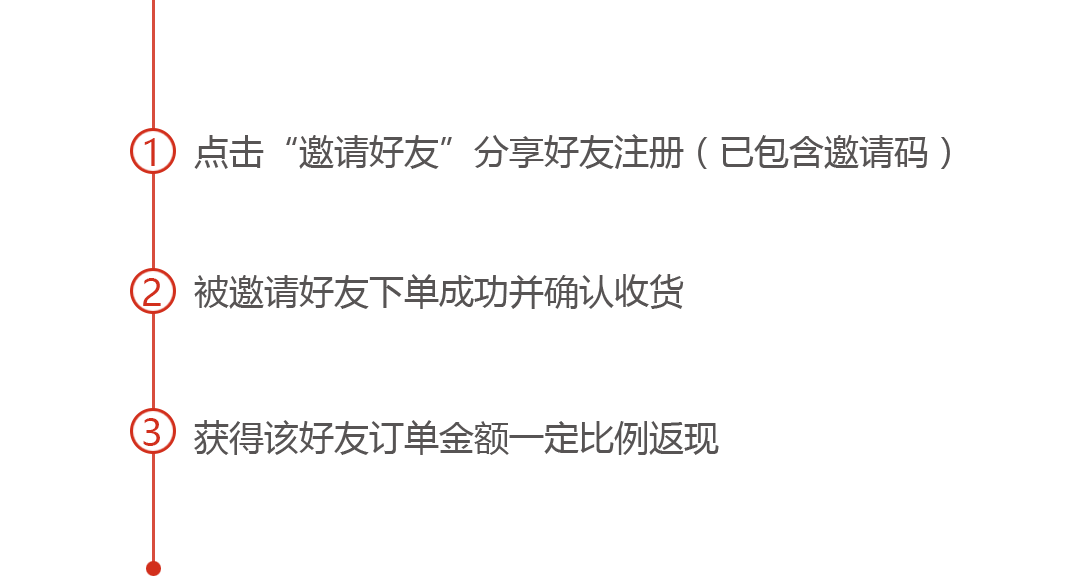 1 点击“邀请好友”分享好友注册（已包含邀请码）
2 被邀请好友下单成功并确认收货
3 获得该好友订单金额一定比例返现